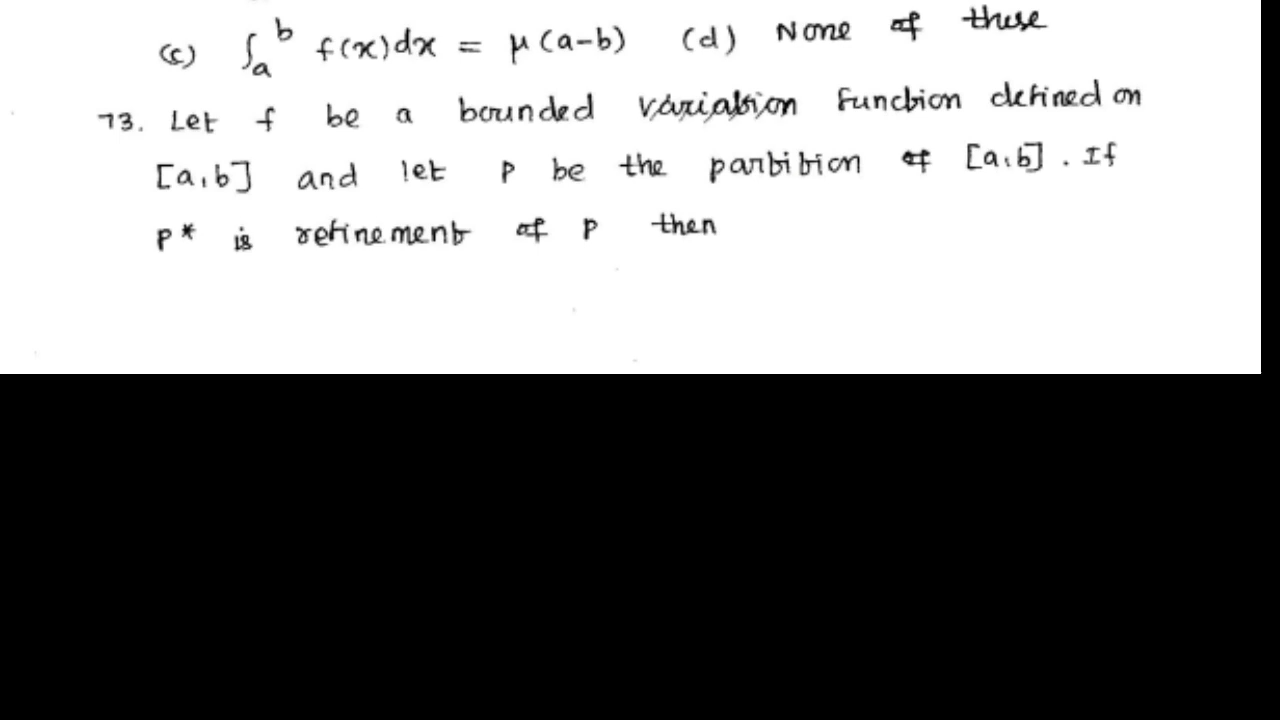 (c) ∫ₐᵇ f(x)dx = μ(a-b) (d) None of these
73. Let f be a bounded variation function defined on
[a,b] and let P be the partition of [a,b]. If
P* is refinement of P then